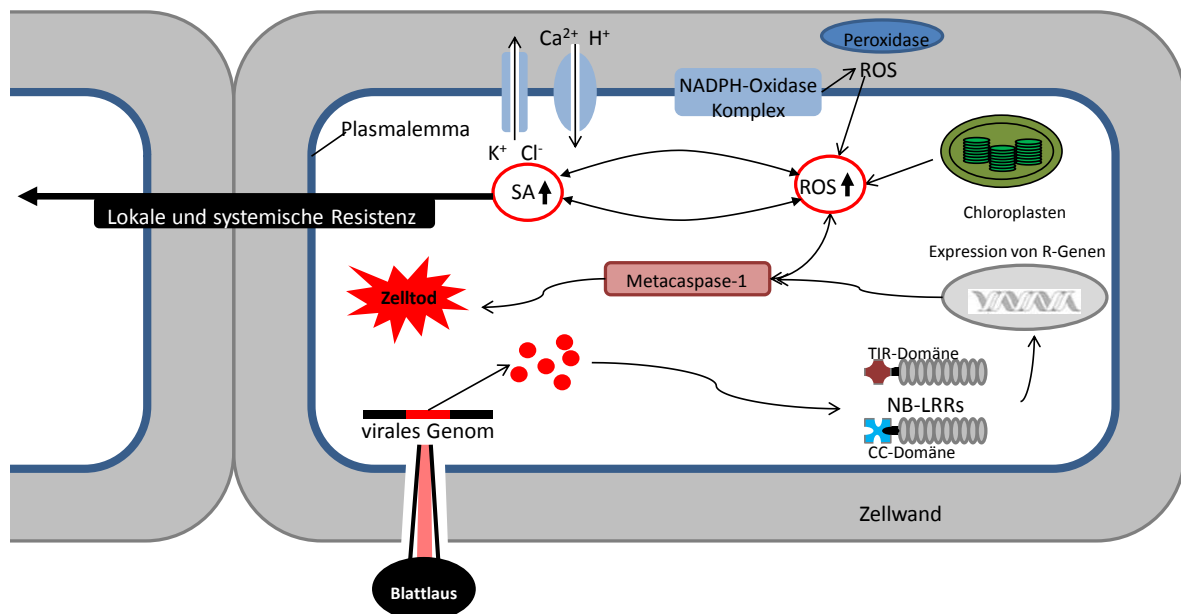 Ca²⁺ H⁺
Peroxidase
ROS
NADPH-Oxidase
Komplex
Plasmalemma
K⁺ Cl⁻
SA
ROS
Chloroplasten
Lokale und systemische Resistenz
Expression von R-Genen
Metacaspase-1
Zelltod
TIR-Domäne
NB-LRRs
CC-Domäne
virales Genom
Zellwand
Blattlaus